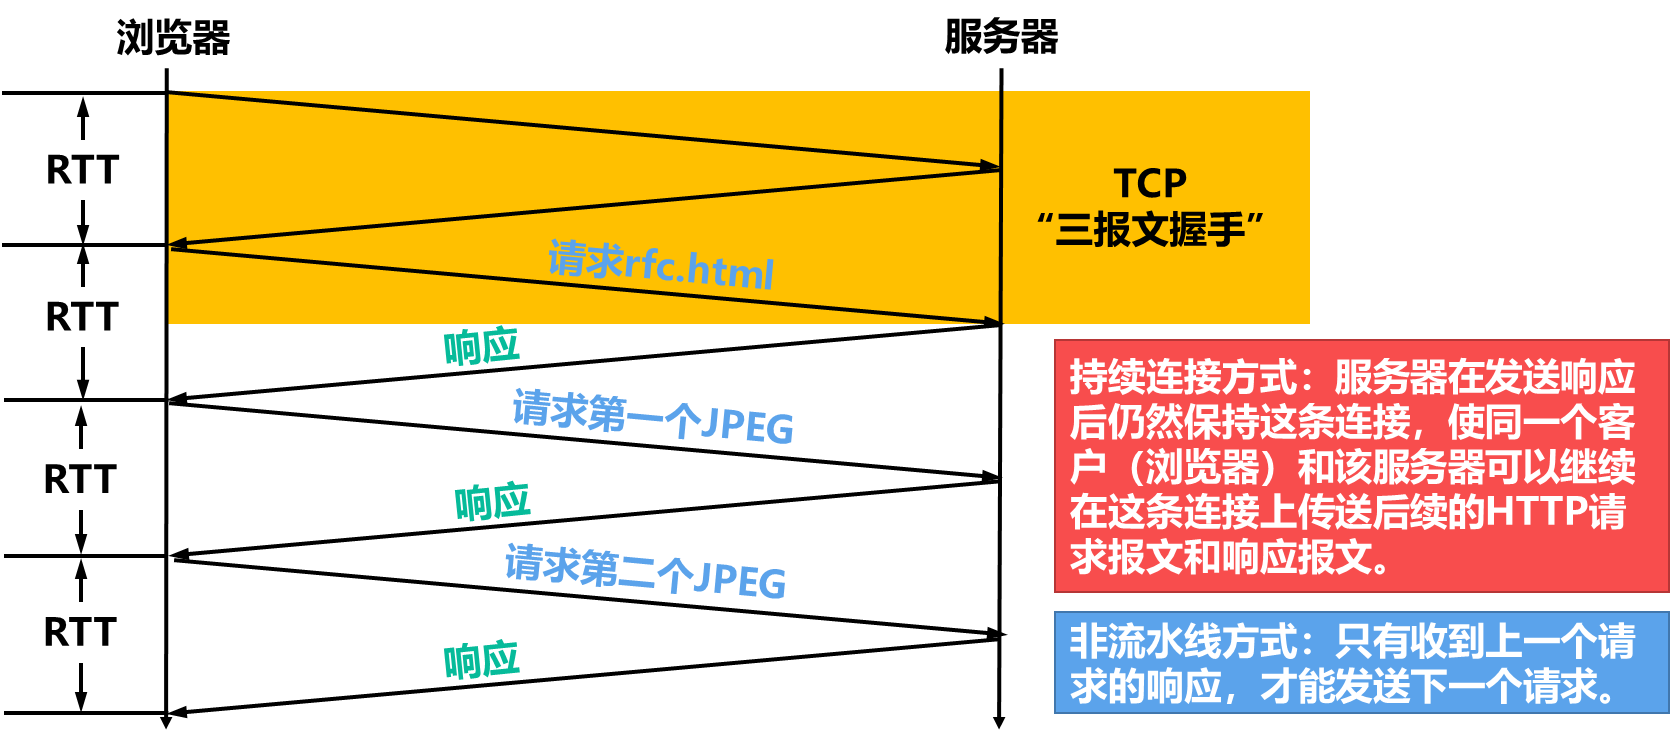 浏览器
服务器
RTT
TCP
“三报文握手”
请求rfc.html
RTT
响应
持续连接方式：服务器在发送响应
后仍然保持这条连接，使同一个客
户（浏览器）和该服务器可以继续
在这条连接上传送后续的HTTP请
求报文和响应报文。
请求第一个JPEG
RTT
响应
请求第二个JPEG
RTT
响应
非流水线方式：只有收到上一个请
求的响应，才能发送下一个请求。